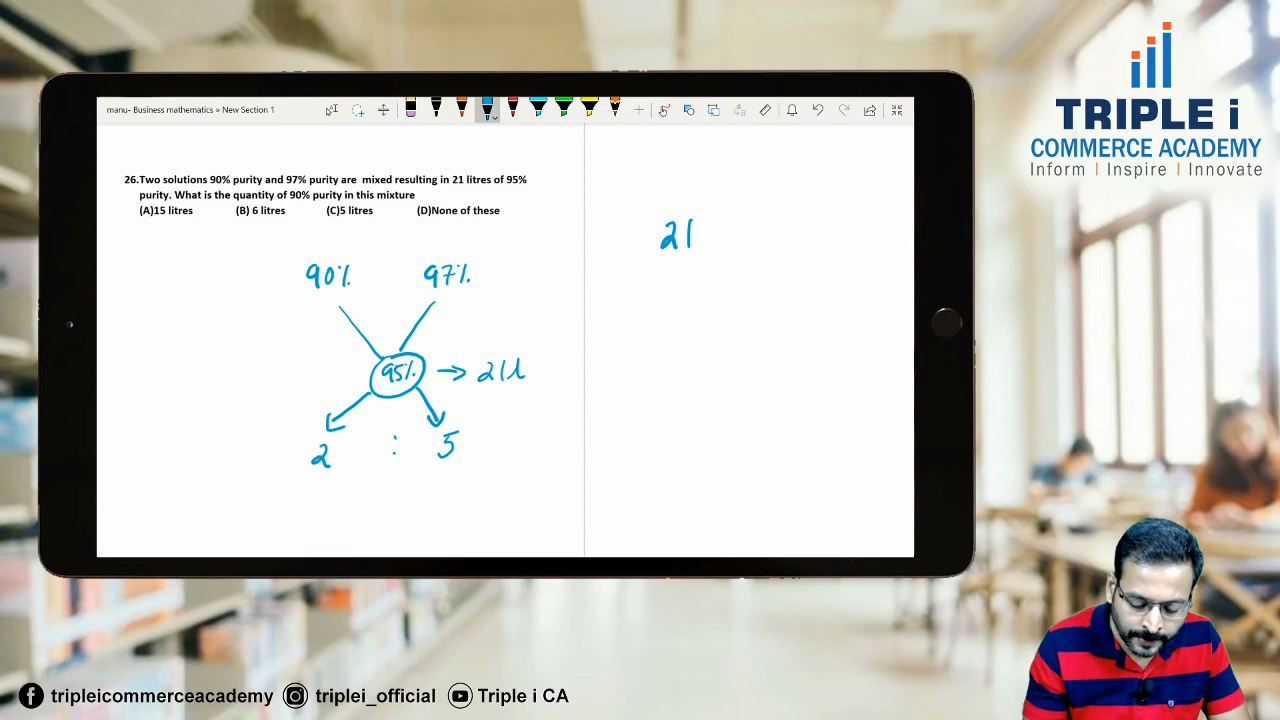 manu- Business mathematics » New Section 1
26.Two solutions 90% purity and 97% purity are mixed resulting in 21 litres of 95%
purity. What is the quantity of 90% purity in this mixture
(A)15 litres (B) 6 litres (C)5 litres (D)None of these
21
90% 97%
95% → 21l
2 : 5
TRIPLE i
COMMERCE ACADEMY
Inform | Inspire | Innovate
tripleicommerceacademy triplei_official Triple i CA